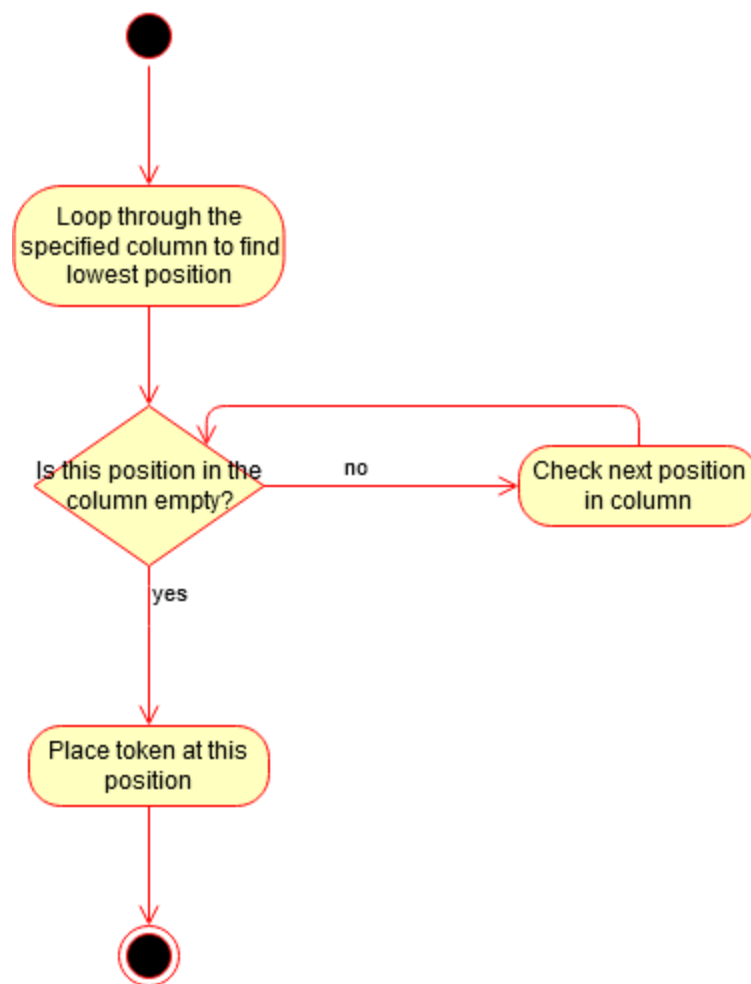 Loop through the
specified column to find
lowest position
Is this position in the
column empty?
no
Check next position
in column
yes
Place token at this
position